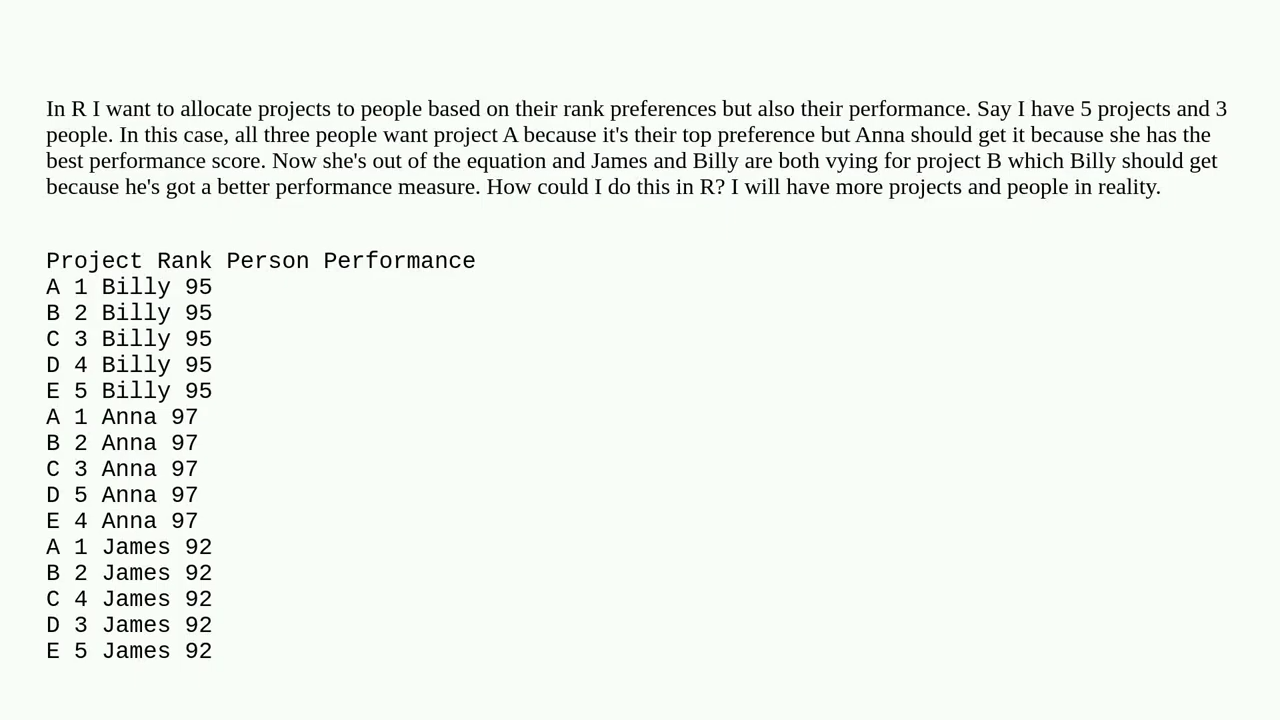 In R I want to allocate projects to people based on their rank preferences but also their performance. Say I have 5 projects and 3
people. In this case, all three people want project A because it's their top preference but Anna should get it because she has the
best performance score. Now she's out of the equation and James and Billy are both vying for project B which Billy should get
because he's got a better performance measure. How could I do this in R? I will have more projects and people in reality.
Project Rank Person Performance
A 1 Billy 95
B 2 Billy 95
C 3 Billy 95
D 4 Billy 95
E 5 Billy 95
A 1 Anna 97
B 2 Anna 97
C 3 Anna 97
D 5 Anna 97
E 4 Anna 97
A 1 James 92
B 2 James 92
C 4 James 92
D 3 James 92
E 5 James 92